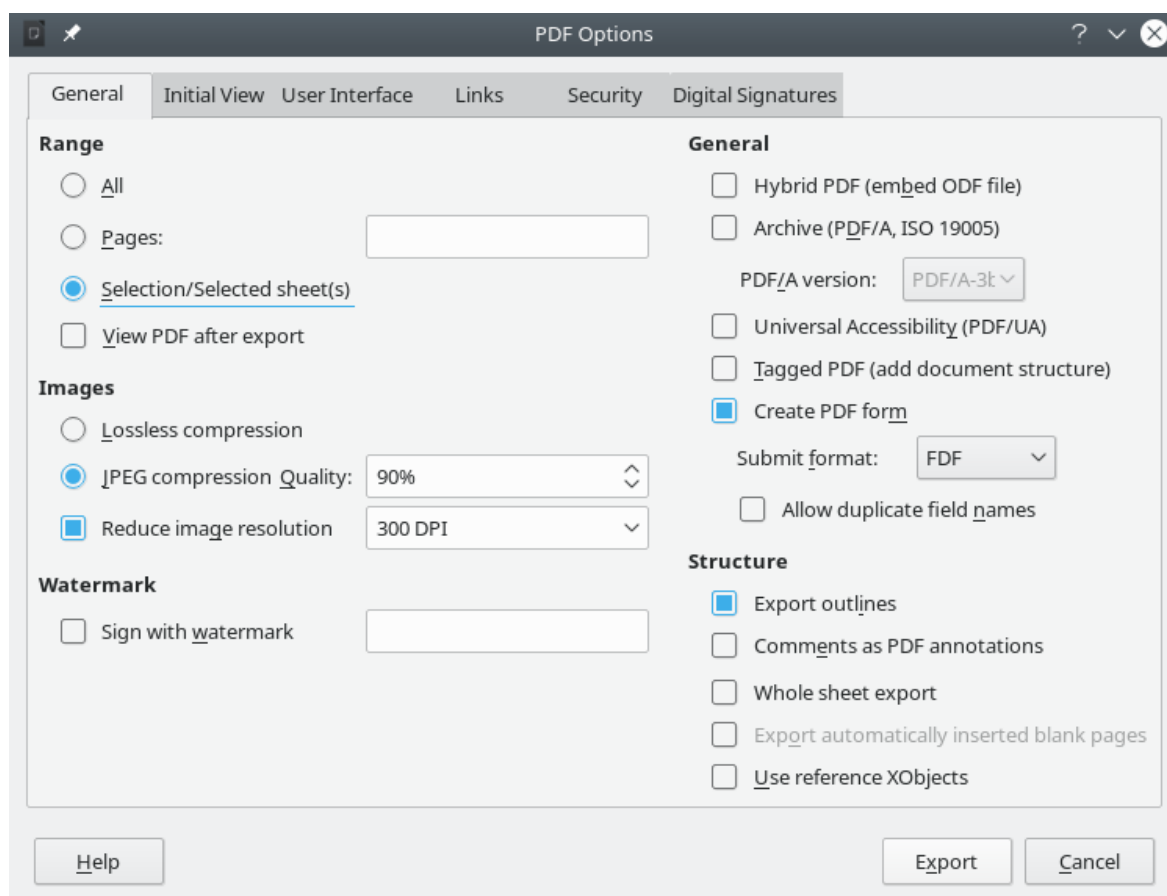 PDF Options
?
General
Initial View
User Interface
Links
Security
Digital Signatures
Range
All
Pages:
Selection/Selected sheet(s)
View PDF after export
Images
Lossless compression
JPEG compression Quality: 90%
Reduce image resolution 300 DPI
Watermark
Sign with watermark
General
Hybrid PDF (embed ODF file)
Archive (PDF/A, ISO 19005)
PDF/A version: PDF/A-3b
Universal Accessibility (PDF/UA)
Tagged PDF (add document structure)
Create PDF form
Submit format: FDF
Allow duplicate field names
Structure
Export outlines
Comments as PDF annotations
Whole sheet export
Export automatically inserted blank pages
Use reference XObjects
Help
Export
Cancel